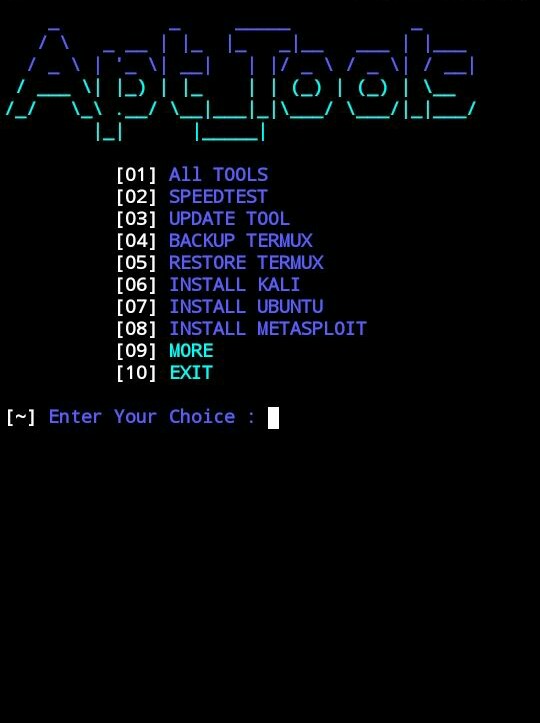 Apt_Tools
[01] All TOOLS
[02] SPEEDTEST
[03] UPDATE TOOL
[04] BACKUP TERMUX
[05] RESTORE TERMUX
[06] INSTALL KALI
[07] INSTALL UBUNTU
[08] INSTALL METASPLOIT
[09] MORE
[10] EXIT
[~] Enter Your Choice :